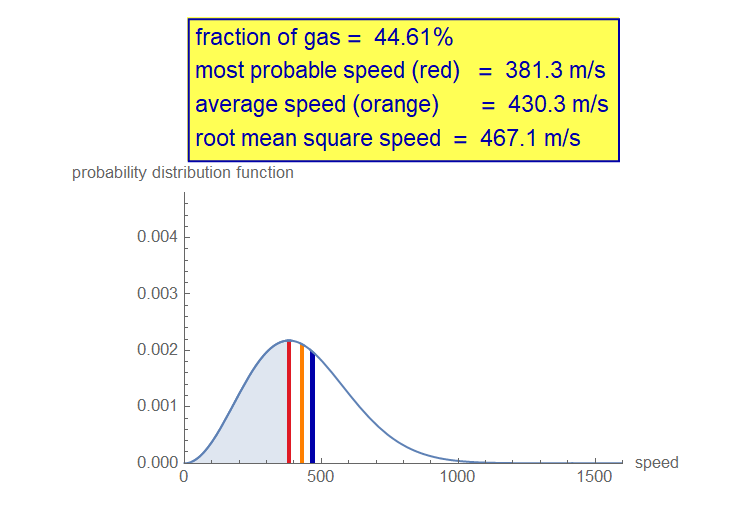 fraction of gas = 44.61%
most probable speed (red) = 381.3 m/s
average speed (orange) = 430.3 m/s
root mean square speed = 467.1 m/s
probability distribution function
0.004
0.003
0.002
0.001
0.000
0 500 1000 1500 speed